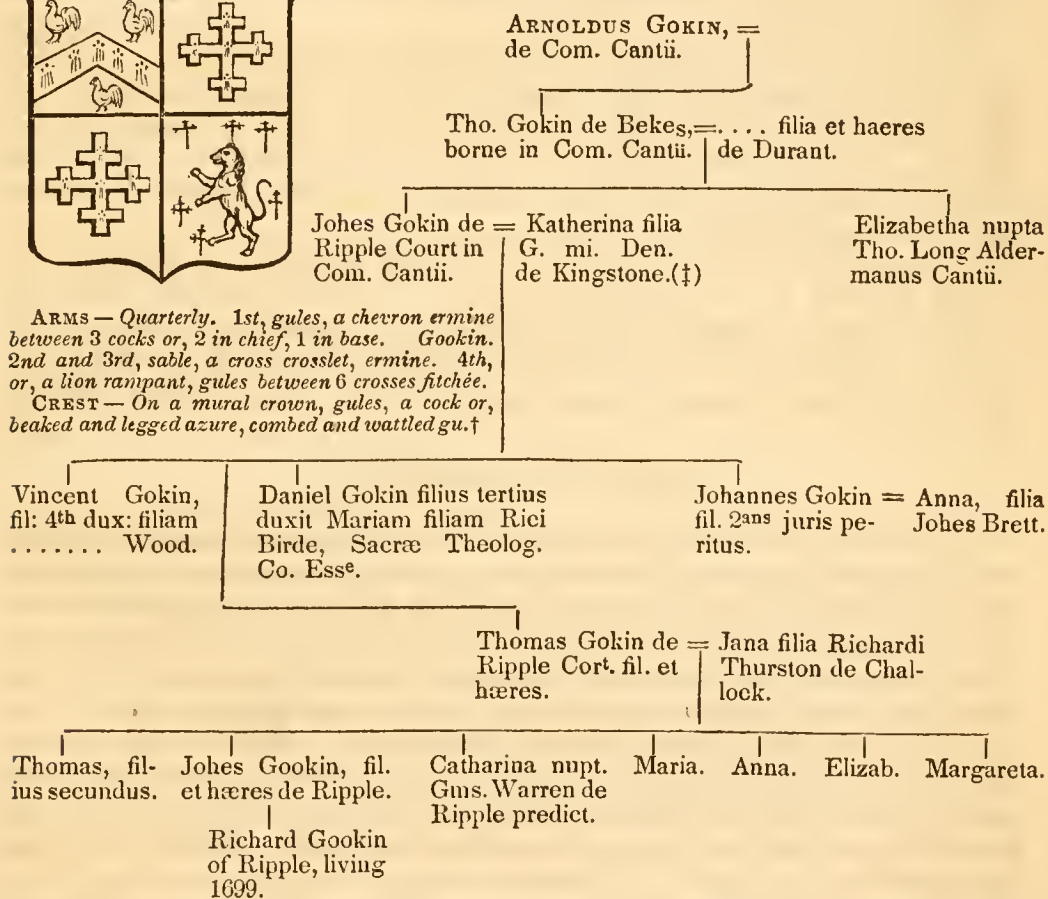 ARNOLDUS GOKIN, =
de Com. Cantii.
Tho. Gokin de Bekes,=.... filia et haeres
borne in Com. Cantii. de Durant.
Johes Gokin de = Katherina filia
Ripple Court in G. mi. Den.
Com. Cantii. de Kingstone.(‡)
Elizabetha nupta
Tho. Long Alder-
manus Cantii.
ARMS — Quarterly. 1st, gules, a chevron ermine
between 3 cocks or, 2 in chief, 1 in base. Gookin.
2nd and 3rd, sable, a cross crosslet, ermine. 4th,
or, a lion rampant, gules between 6 crosses fitchée.
CREST — On a mural crown, gules, a cock or,
beaked and legged azure, combed and wattled gu.†
Vincent Gokin,
fil: 4th dux: filiam
....... Wood.
Daniel Gokin filius tertius
duxit Mariam filiam Rici
Birde, Sacræ Theolog.
Co. Esse.
Johannes Gokin = Anna, filia
fil. 2ans juris pe- Johes Brett.
ritus.
Thomas Gokin de = Jana filia Richardi
Ripple Cort. fil. et Thurston de Chal-
hæres. lock.
Thomas, fil-
ius secundus.
Johes Gookin, fil.
et hæres de Ripple.
Richard Gookin
of Ripple, living
1699.
Catharina nupt.
Gms. Warren de
Ripple predict.
Maria. Anna. Elizab. Margareta.